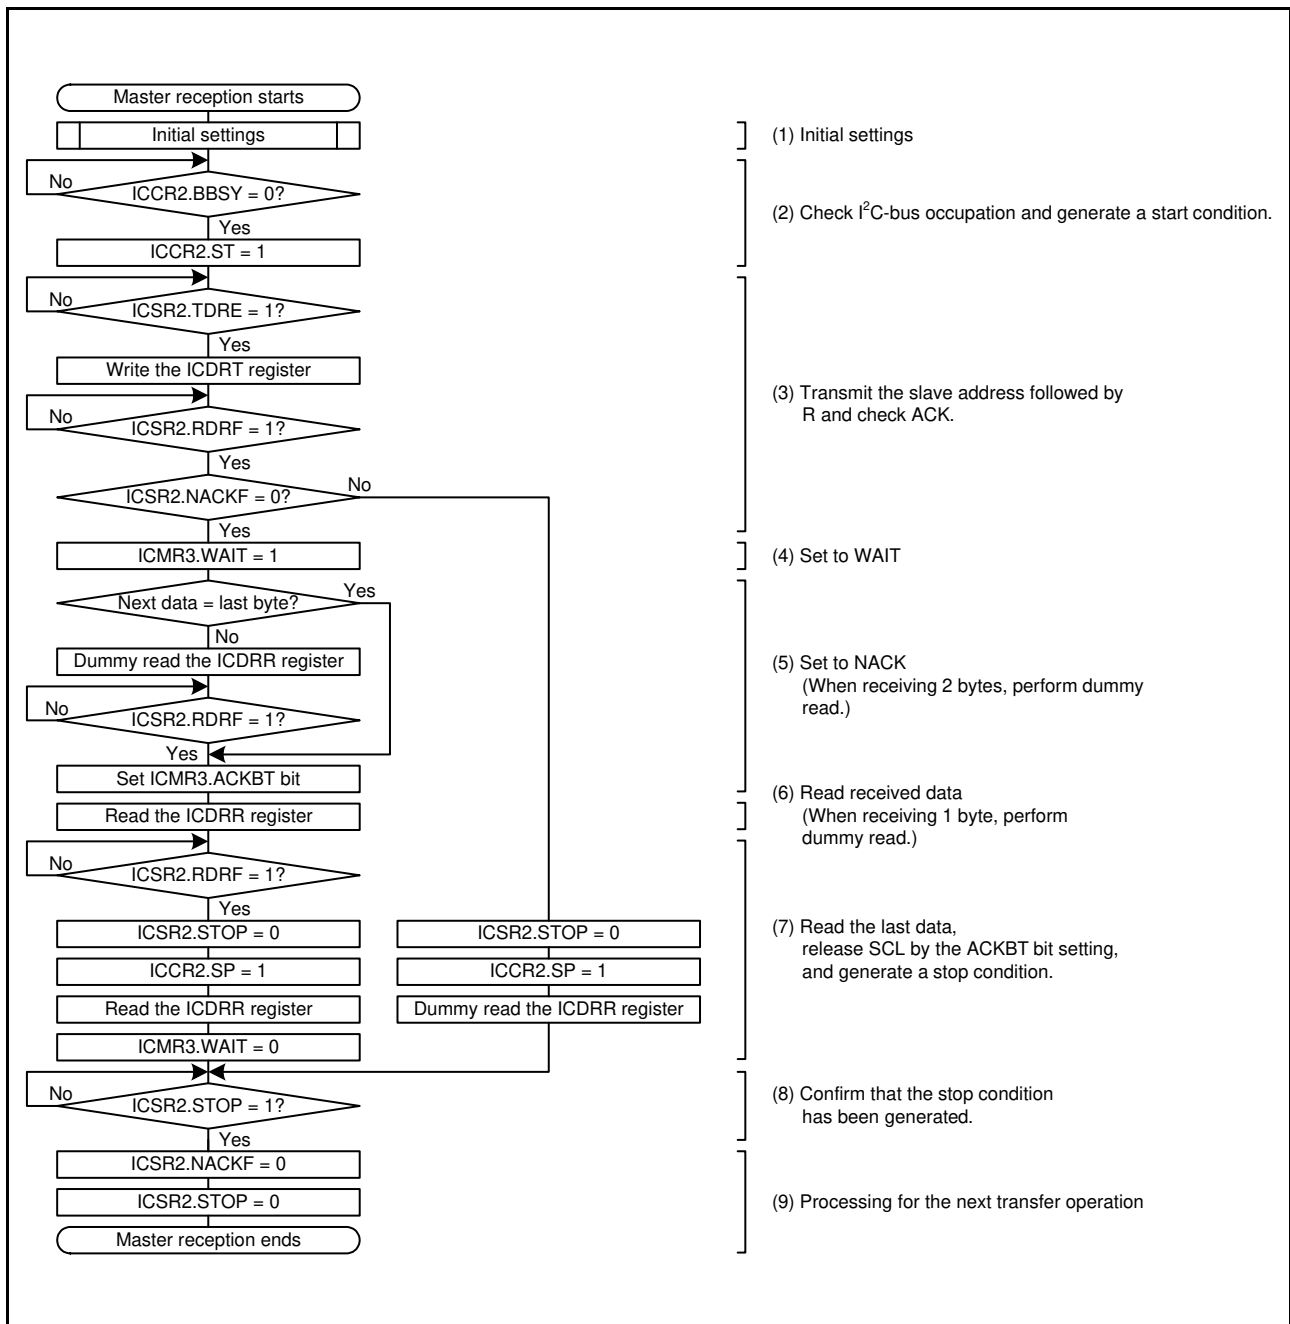 Master reception starts
Initial settings
(1) Initial settings
No
ICCR2.BBSY = 0?
Yes
(2) Check I²C-bus occupation and generate a start condition.
ICCR2.ST = 1
No
ICSR2.TDRE = 1?
Yes
Write the ICDRT register
No
ICSR2.RDRF = 1?
Yes
(3) Transmit the slave address followed by
R and check ACK.
ICSR2.NACKF = 0?
No
Yes
ICMR3.WAIT = 1
(4) Set to WAIT
Next data = last byte?
Yes
No
Dummy read the ICDRR register
No
ICSR2.RDRF = 1?
Yes
Set ICMR3.ACKBT bit
(5) Set to NACK
(When receiving 2 bytes, perform dummy
read.)
Read the ICDRR register
(6) Read received data
(When receiving 1 byte, perform
dummy read.)
No
ICSR2.RDRF = 1?
Yes
ICSR2.STOP = 0
ICCR2.SP = 1
Read the ICDRR register
ICMR3.WAIT = 0
ICSR2.STOP = 0
ICCR2.SP = 1
Dummy read the ICDRR register
(7) Read the last data,
release SCL by the ACKBT bit setting,
and generate a stop condition.
No
ICSR2.STOP = 1?
Yes
(8) Confirm that the stop condition
has been generated.
ICSR2.NACKF = 0
ICSR2.STOP = 0
(9) Processing for the next transfer operation
Master reception ends